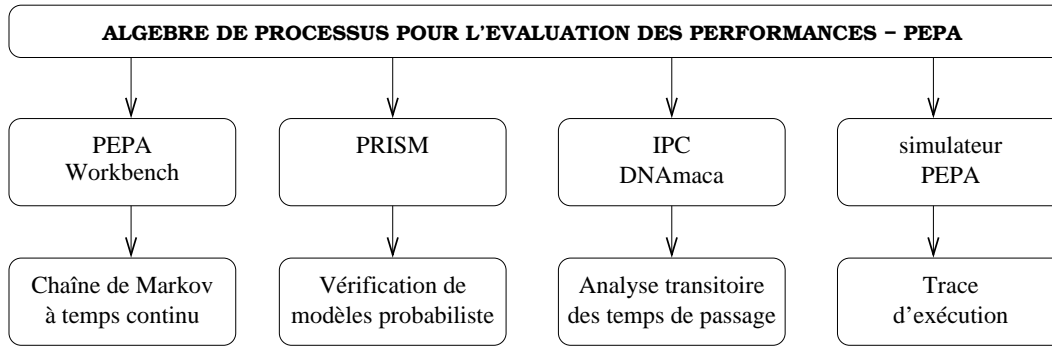 ALGEBRE DE PROCESSUS POUR L'EVALUATION DES PERFORMANCES – PEPA
PEPA
Workbench
PRISM
IPC
DNAmaca
simulateur
PEPA
Chaîne de Markov
à temps continu
Vérification de
modèles probabiliste
Analyse transitoire
des temps de passage
Trace
d'exécution